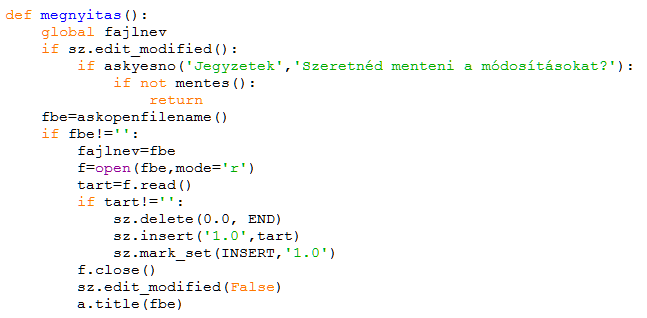 def megnyitas():
    global fajlnev
    if sz.edit_modified():
        if askyesno('Jegyzetek','Szeretnéd menteni a módosításokat?'):
            if not mentes():
                return
    fbe=askopenfilename()
    if fbe!='':
        fajlnev=fbe
        f=open(fbe,mode='r')
        tart=f.read()
        if tart!='':
            sz.delete(0.0, END)
            sz.insert('1.0',tart)
            sz.mark_set(INSERT,'1.0')
        f.close()
        sz.edit_modified(False)
        a.title(fbe)